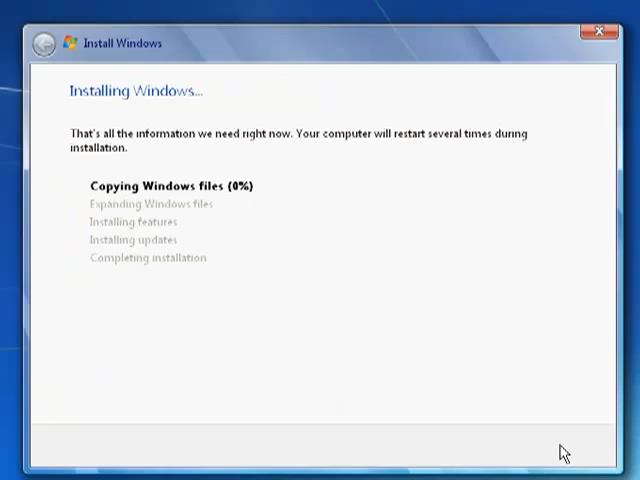 Install Windows
Installing Windows...
That's all the information we need right now. Your computer will restart several times during
installation.
Copying Windows files (0%)
Expanding Windows files
Installing features
Installing updates
Completing installation